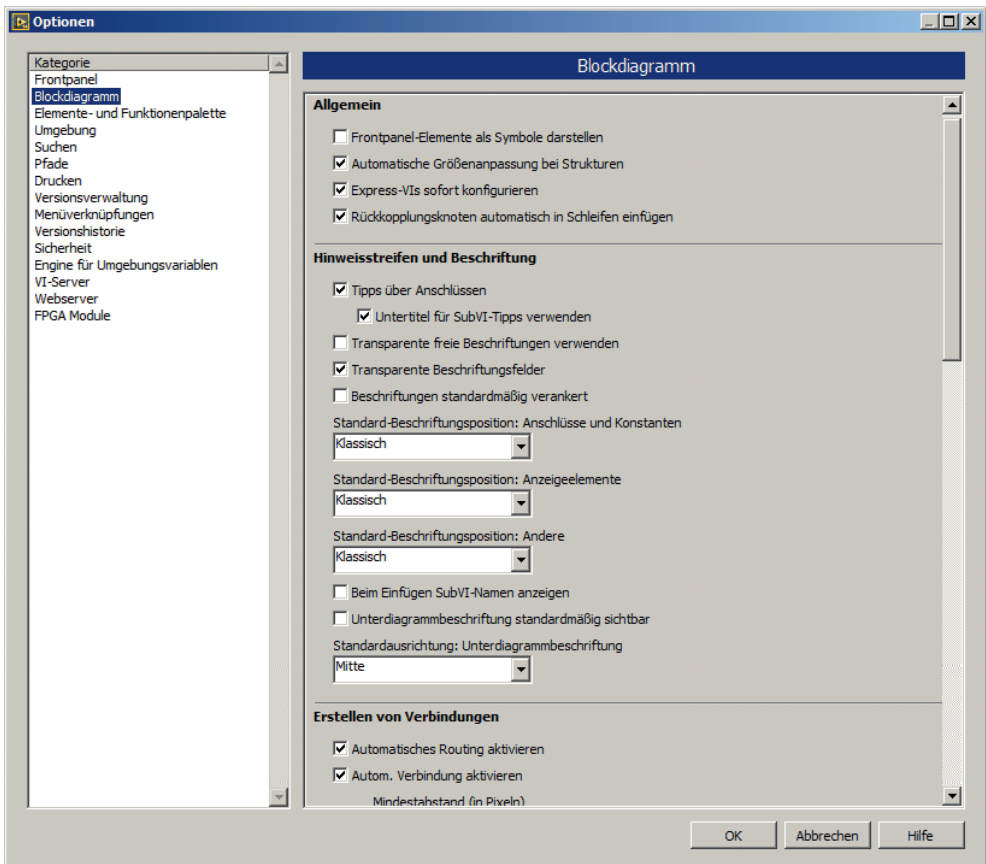 Optionen
Kategorie
Frontpanel
Blockdiagramm
Elemente- und Funktionenpalette
Umgebung
Suchen
Pfade
Drucken
Versionsverwaltung
Menüverknüpfungen
Versionshistorie
Sicherheit
Engine für Umgebungsvariablen
VI-Server
Webserver
FPGA Module
Blockdiagramm
Allgemein
Frontpanel-Elemente als Symbole darstellen
Automatische Größenanpassung bei Strukturen
Express-VIs sofort konfigurieren
Rückkopplungsknoten automatisch in Schleifen einfügen
Hinweisstreifen und Beschriftung
Tipps über Anschlüssen
Untertitel für SubVI-Tipps verwenden
Transparente freie Beschriftungen verwenden
Transparente Beschriftungsfelder
Beschriftungen standardmäßig verankert
Standard-Beschriftungsposition: Anschlüsse und Konstanten
Klassisch
Standard-Beschriftungsposition: Anzeigeelemente
Klassisch
Standard-Beschriftungsposition: Andere
Klassisch
Beim Einfügen SubVI-Namen anzeigen
Unterdiagrammbeschriftung standardmäßig sichtbar
Standardausrichtung: Unterdiagrammbeschriftung
Mitte
Erstellen von Verbindungen
Automatisches Routing aktivieren
Autom. Verbindung aktivieren
Mindestabstand (in Pixeln)
OK
Abbrechen
Hilfe